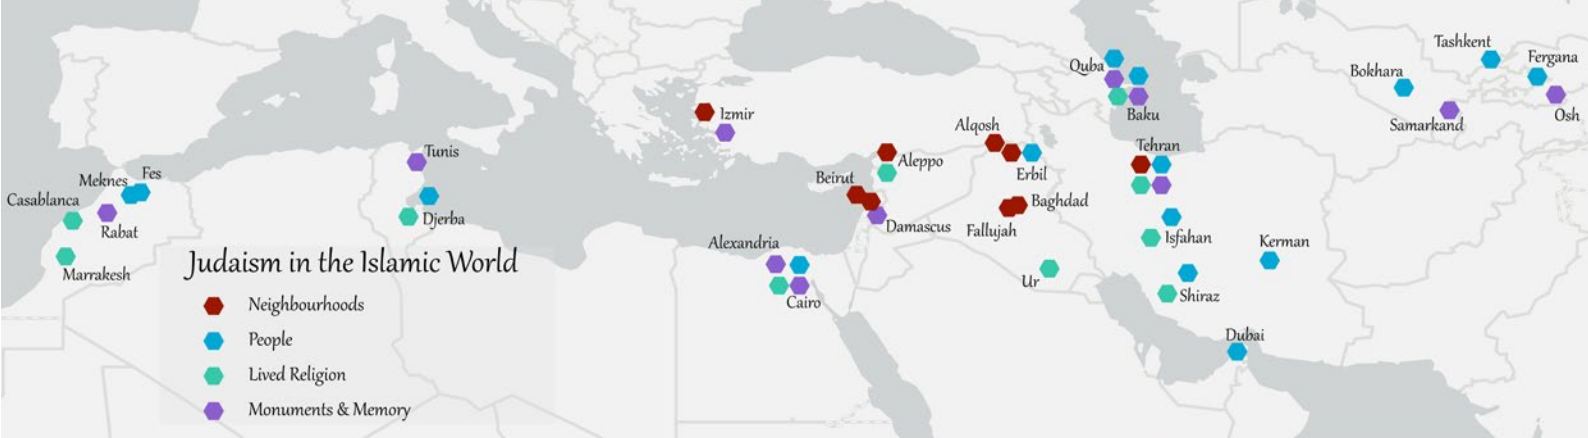 Tashkent
Fergana
Quba
Bokhara
Baku
Osh
Izmir
Samarkand
Alqosh
Tehran
Tunis
Aleppo
Erbil
Meknes
Fes
Beirut
Casablanca
Baghdad
Djerba
Rabat
Damascus
Fallujah
Isfahan
Kerman
Alexandria
Marrakesh
Ur
Shiraz
Cairo
Dubai
Judaism in the Islamic World
Neighbourhoods
People
Lived Religion
Monuments & Memory